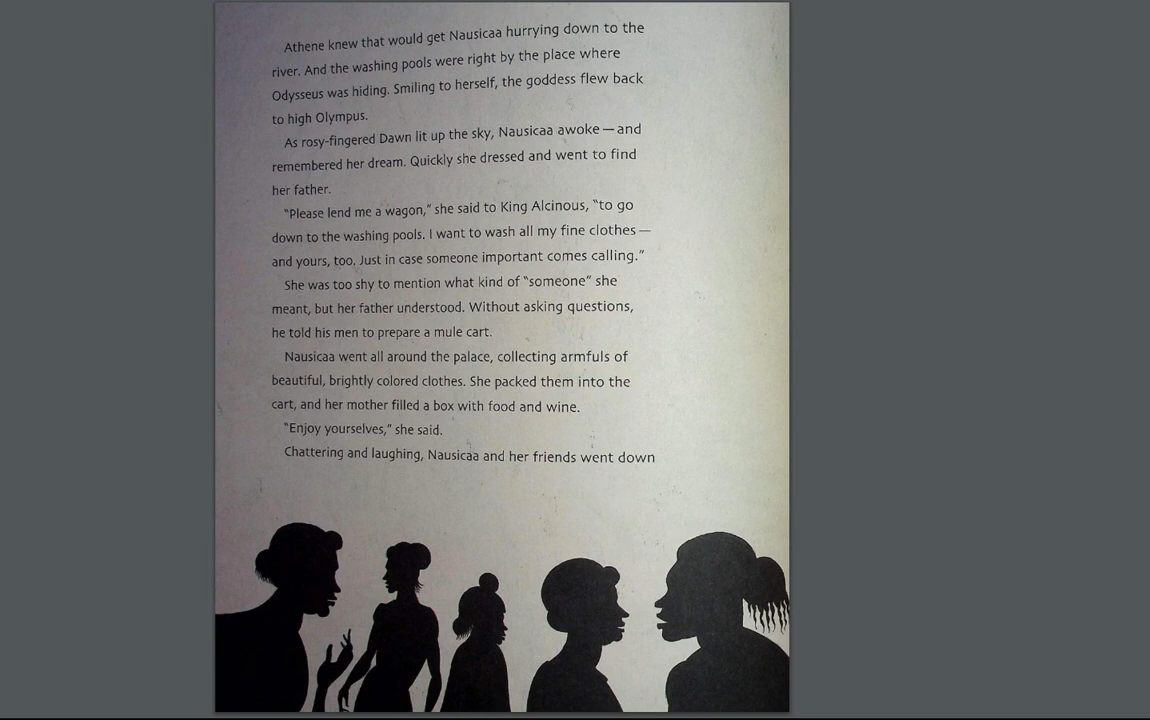 Athene knew that would get Nausicaa hurrying down to the
river. And the washing pools were right by the place where
Odysseus was hiding. Smiling to herself, the goddess flew back
to high Olympus.
As rosy-fingered Dawn lit up the sky, Nausicaa awoke — and
remembered her dream. Quickly she dressed and went to find
her father.
“Please lend me a wagon,” she said to King Alcinous, “to go
down to the washing pools. I want to wash all my fine clothes —
and yours, too. Just in case someone important comes calling.”
She was too shy to mention what kind of “someone” she
meant, but her father understood. Without asking questions,
he told his men to prepare a mule cart.
Nausicaa went all around the palace, collecting armfuls of
beautiful, brightly colored clothes. She packed them into the
cart, and her mother filled a box with food and wine.
“Enjoy yourselves,” she said.
Chattering and laughing, Nausicaa and her friends went down